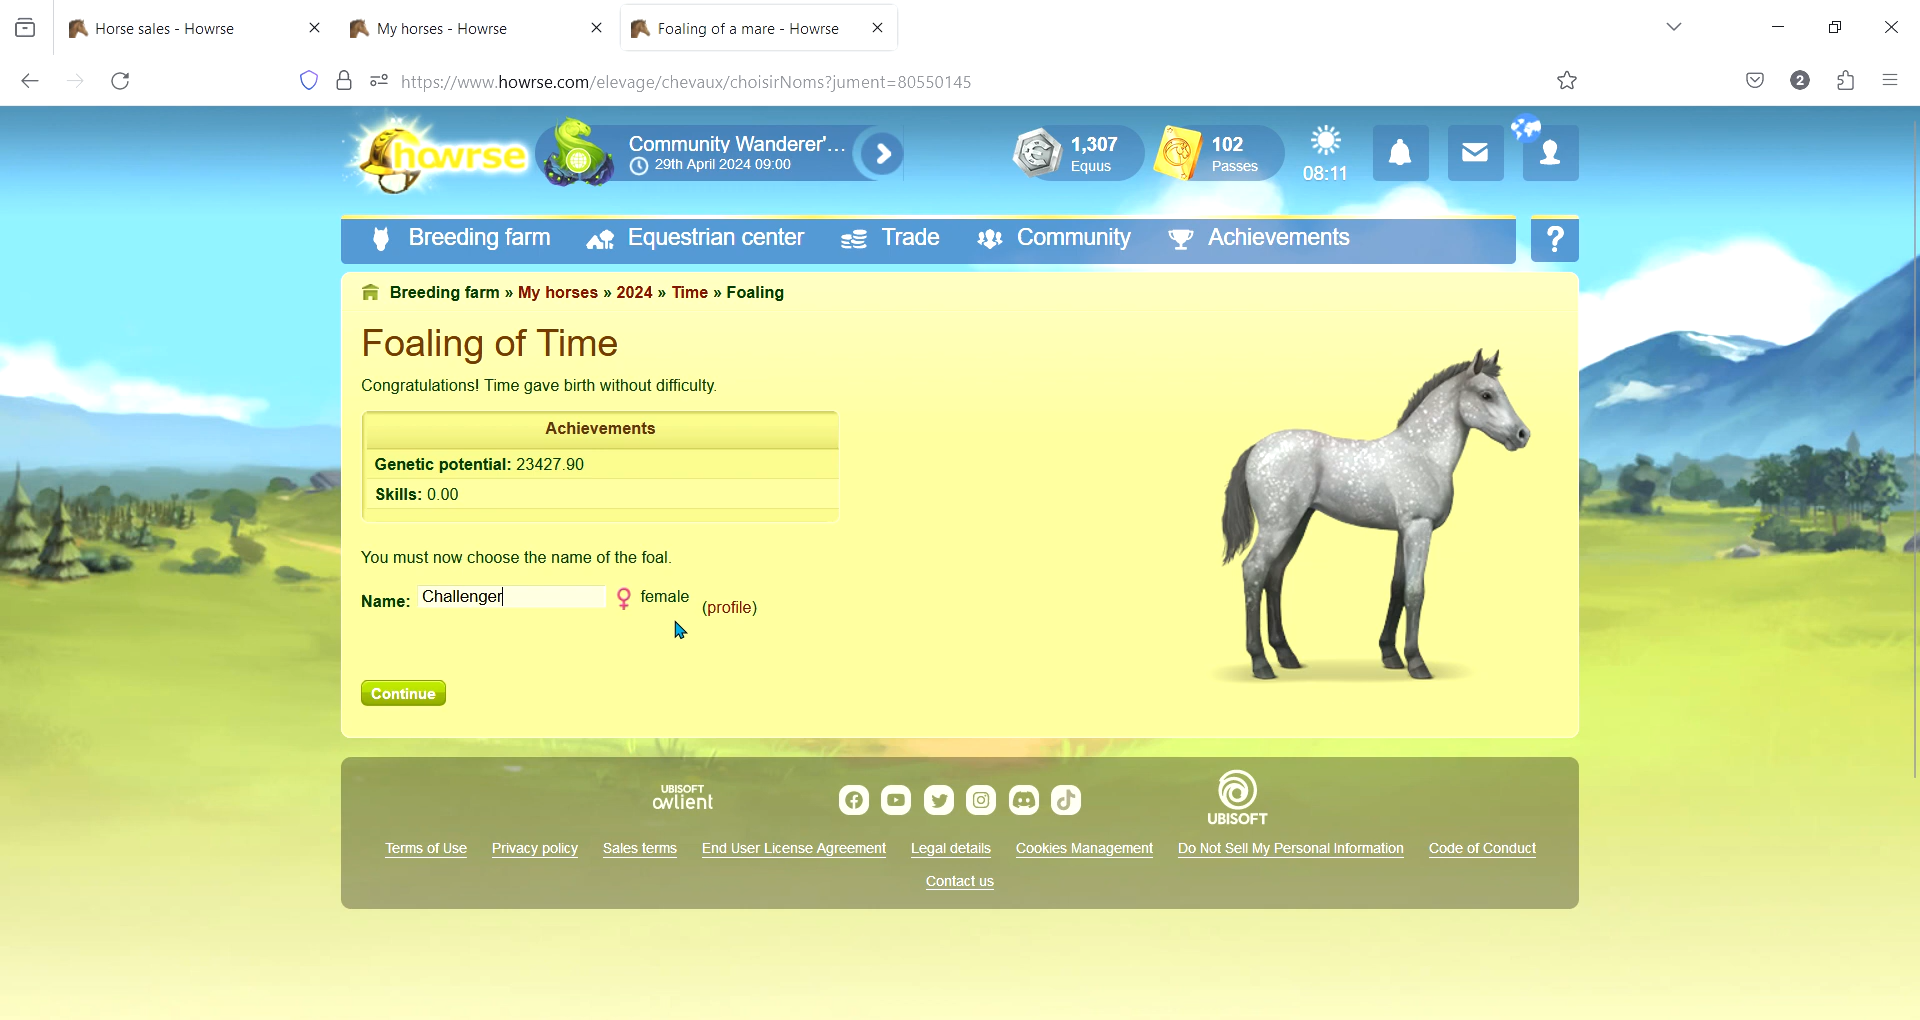 Horse sales - Howrse
My horses - Howrse
Foaling of a mare - Howrse
https://www.howrse.com/elevage/chevaux/choisirNoms?jument=80550145
2
howrse
Community Wanderer'...
29th April 2024 09:00
1,307
Equus
102
Passes
08:11
Breeding farm
Equestrian center
Trade
Community
Achievements
?
Breeding farm » My horses » 2024 » Time » Foaling
Foaling of Time
Congratulations! Time gave birth without difficulty.
Achievements
Genetic potential: 23427.90
Skills: 0.00
You must now choose the name of the foal.
Name: Challenger female (profile)
Continue
UBISOFT
owlient
UBISOFT
Terms of Use Privacy policy Sales terms End User License Agreement Legal details Cookies Management Do Not Sell My Personal Information Code of Conduct
Contact us